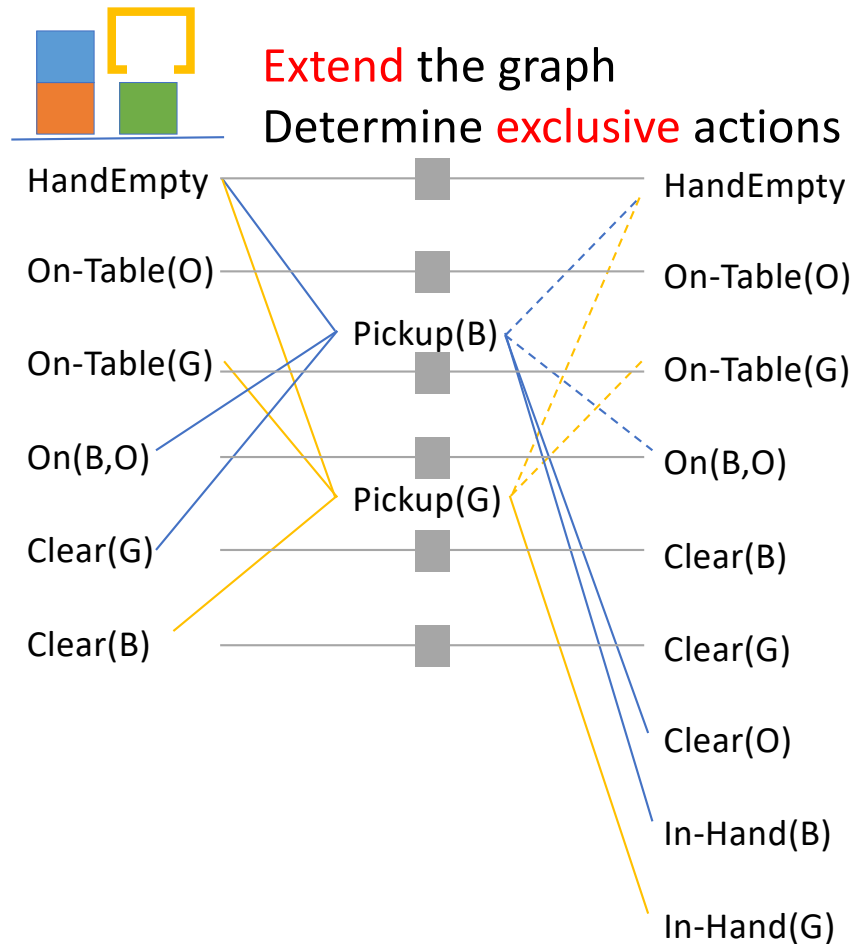 Extend the graph
Determine exclusive actions
HandEmpty
HandEmpty
On-Table(O)
On-Table(O)
Pickup(B)
On-Table(G)
On-Table(G)
On(B,O)
On(B,O)
Pickup(G)
Clear(G)
Clear(B)
Clear(B)
Clear(G)
Clear(O)
In-Hand(B)
In-Hand(G)